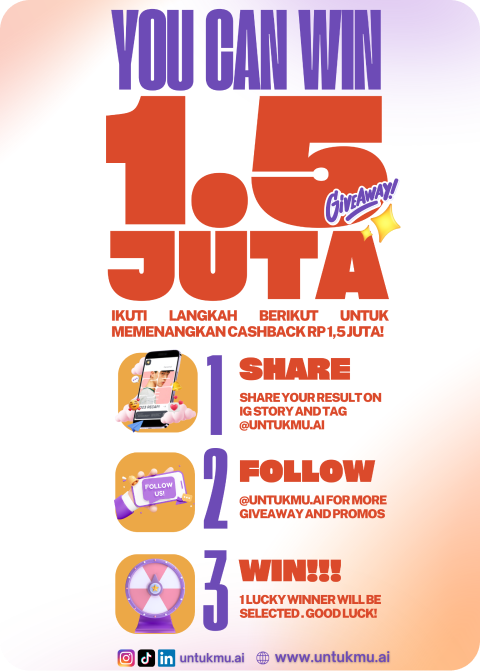 YOU CAN WIN
1.5
GIVEAWAY!
JUTA
IKUTI LANGKAH BERIKUT UNTUK
MEMENANGKAN CASHBACK RP 1,5 JUTA!
1
SHARE
SHARE YOUR RESULT ON
IG STORY AND TAG
@UNTUKMU.AI
2
FOLLOW
FOLLOW
US!
@UNTUKMU.AI FOR MORE
GIVEAWAY AND PROMOS
3
WIN!!!
1 LUCKY WINNER WILL BE
SELECTED . GOOD LUCK!
untukmu.ai www.untukmu.ai